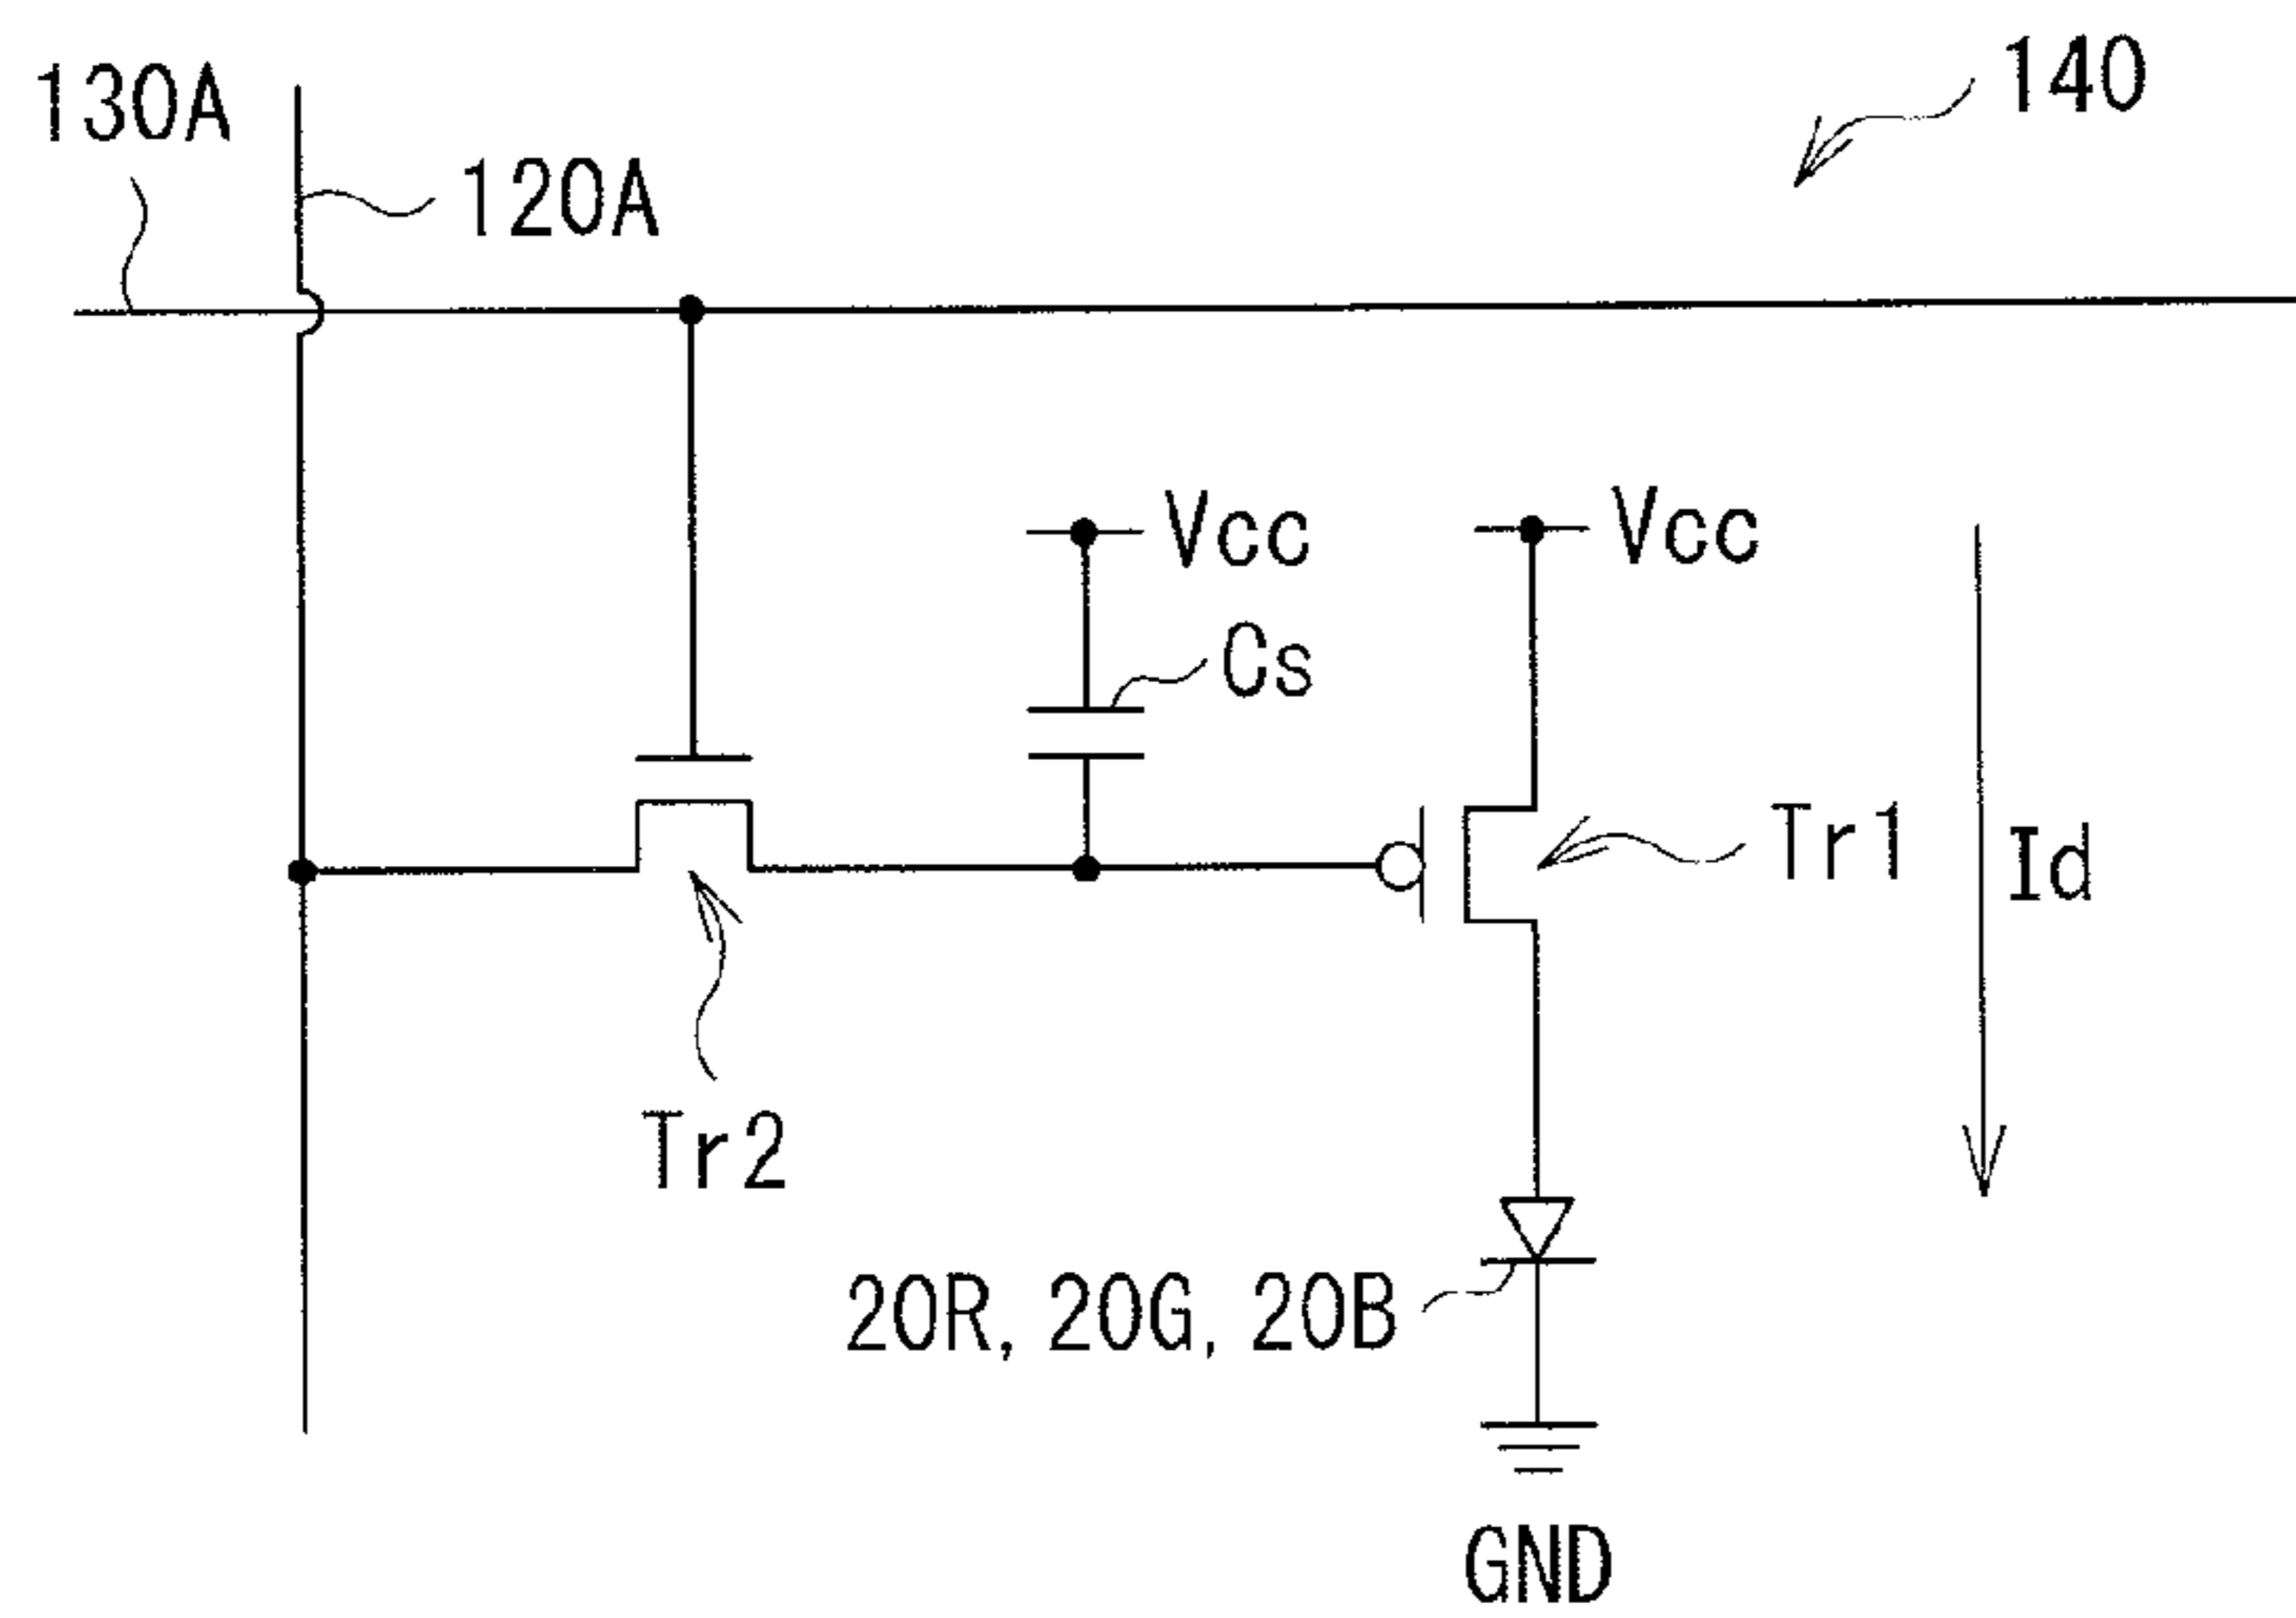 130A
140
120A
Vcc
Vcc
Cs
Tr1
Id
Tr2
20R, 20G, 20B
GND